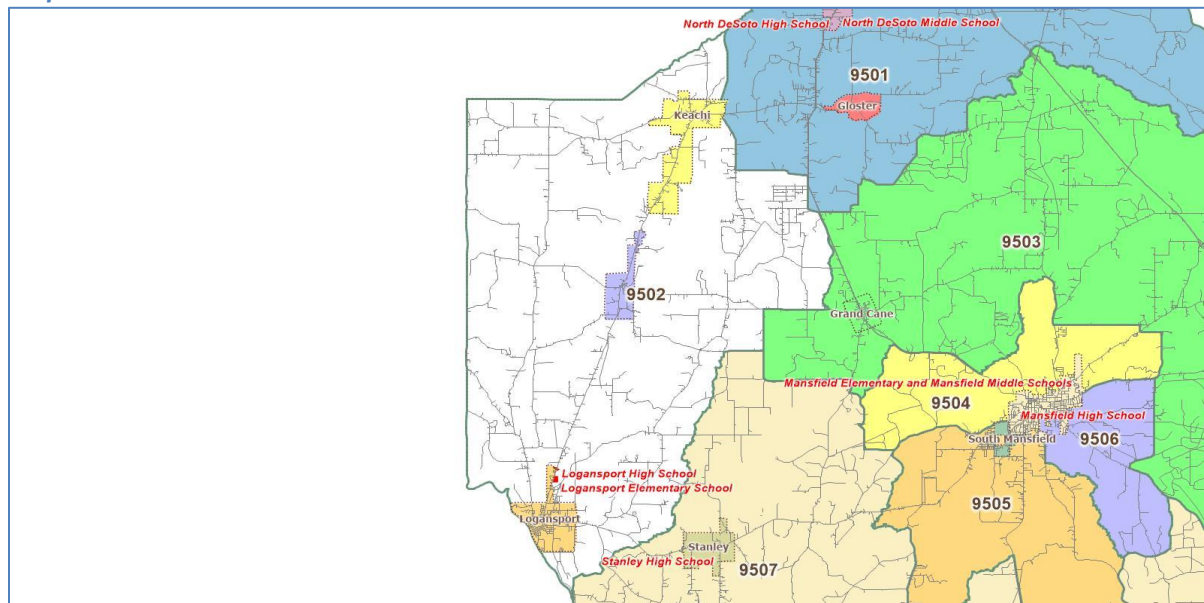 North DeSoto High School
North DeSoto Middle School
9501
Gloster
Keachi
9503
9502
Grand Cane
Mansfield Elementary and Mansfield Middle Schools
9504
Mansfield High School
South Mansfield
9506
Logansport High School
Logansport Elementary School
9505
Logansport
Stanley
Stanley High School
9507